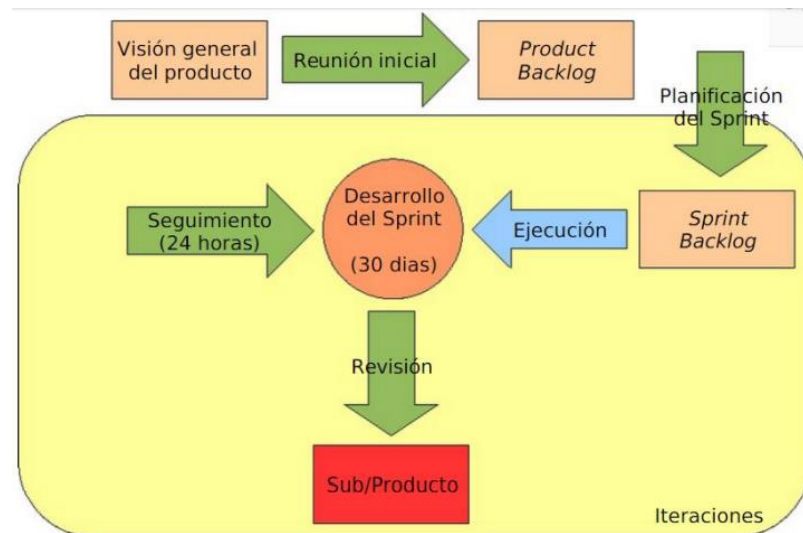 Visión general
del producto
Reunión inicial
Product
Backlog
Planificación
del Sprint
Seguimiento
(24 horas)
Desarrollo
del Sprint
(30 dias)
Ejecución
Sprint
Backlog
Revisión
Sub/Producto
Iteraciones